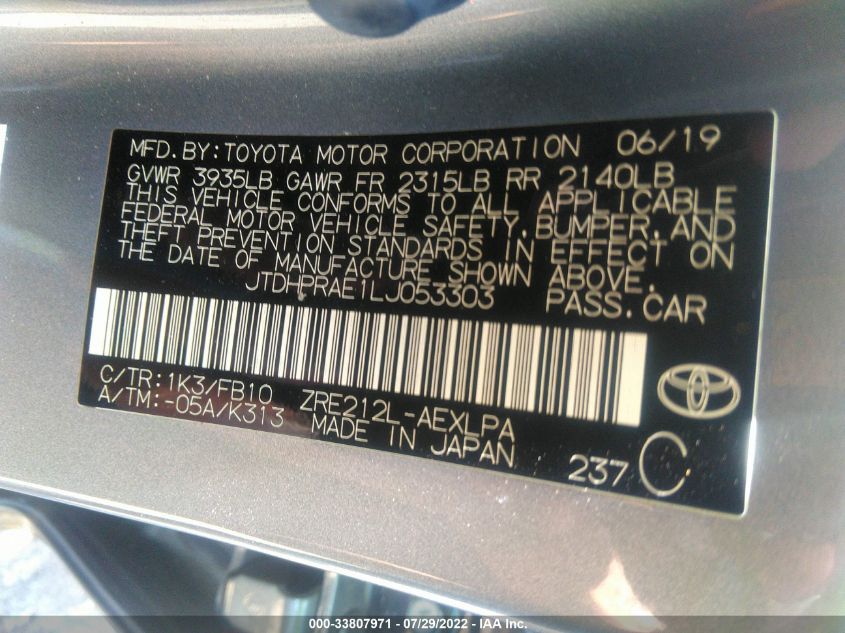 MFD.BY:TOYOTA MOTOR CORPORATION 06/19
GVWR 3935LB GAWR FR 2315LB RR 2140LB
THIS VEHICLE CONFORMS TO ALL APPLICABLE
FEDERAL MOTOR VEHICLE SAFETY,BUMPER,AND
THEFT PREVENTION STANDARDS IN EFFECT ON
THE DATE OF MANUFACTURE SHOWN ABOVE.
JTDHPRAE1LJ053303 PASS.CAR
C/TR:1K3/FB10 ZRE212L-AEXLPA
A/TM:-05A/K313 MADE IN JAPAN
237 C
000-33807971 / 07/29/2022 - IAAI.COM